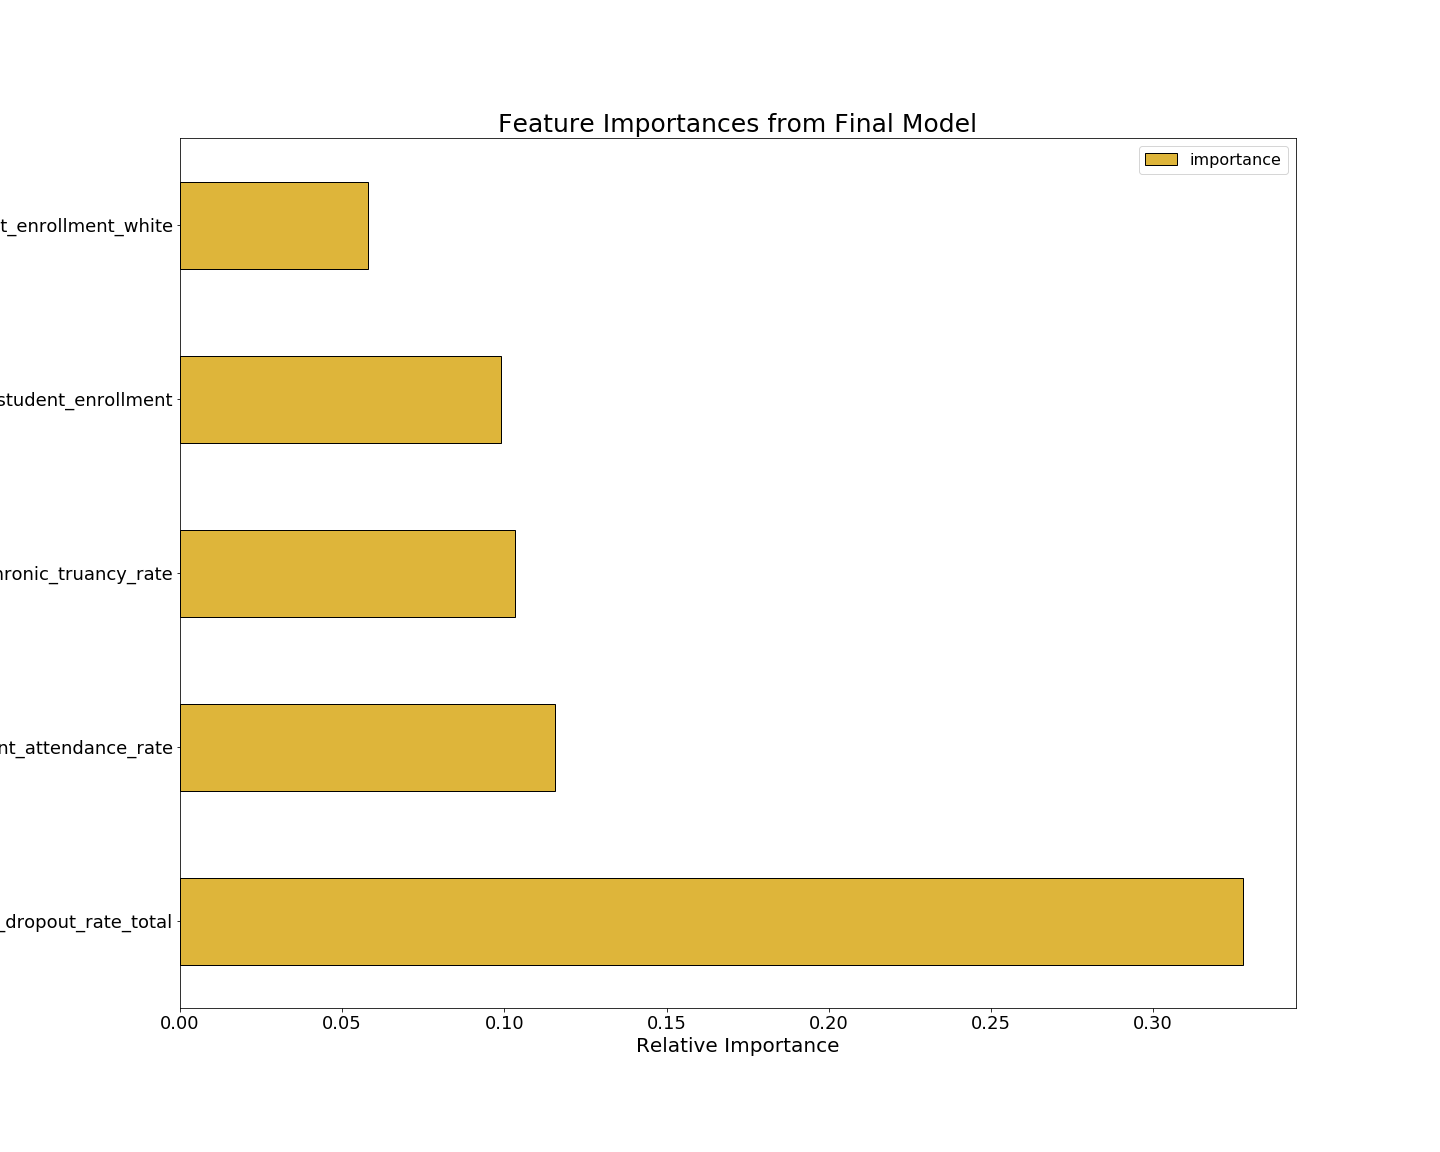 Feature Importances from Final Model
importance
t_enrollment_white
student_enrollment
hronic_truancy_rate
nt_attendance_rate
_dropout_rate_total
0.00 0.05 0.10 0.15 0.20 0.25 0.30
Relative Importance